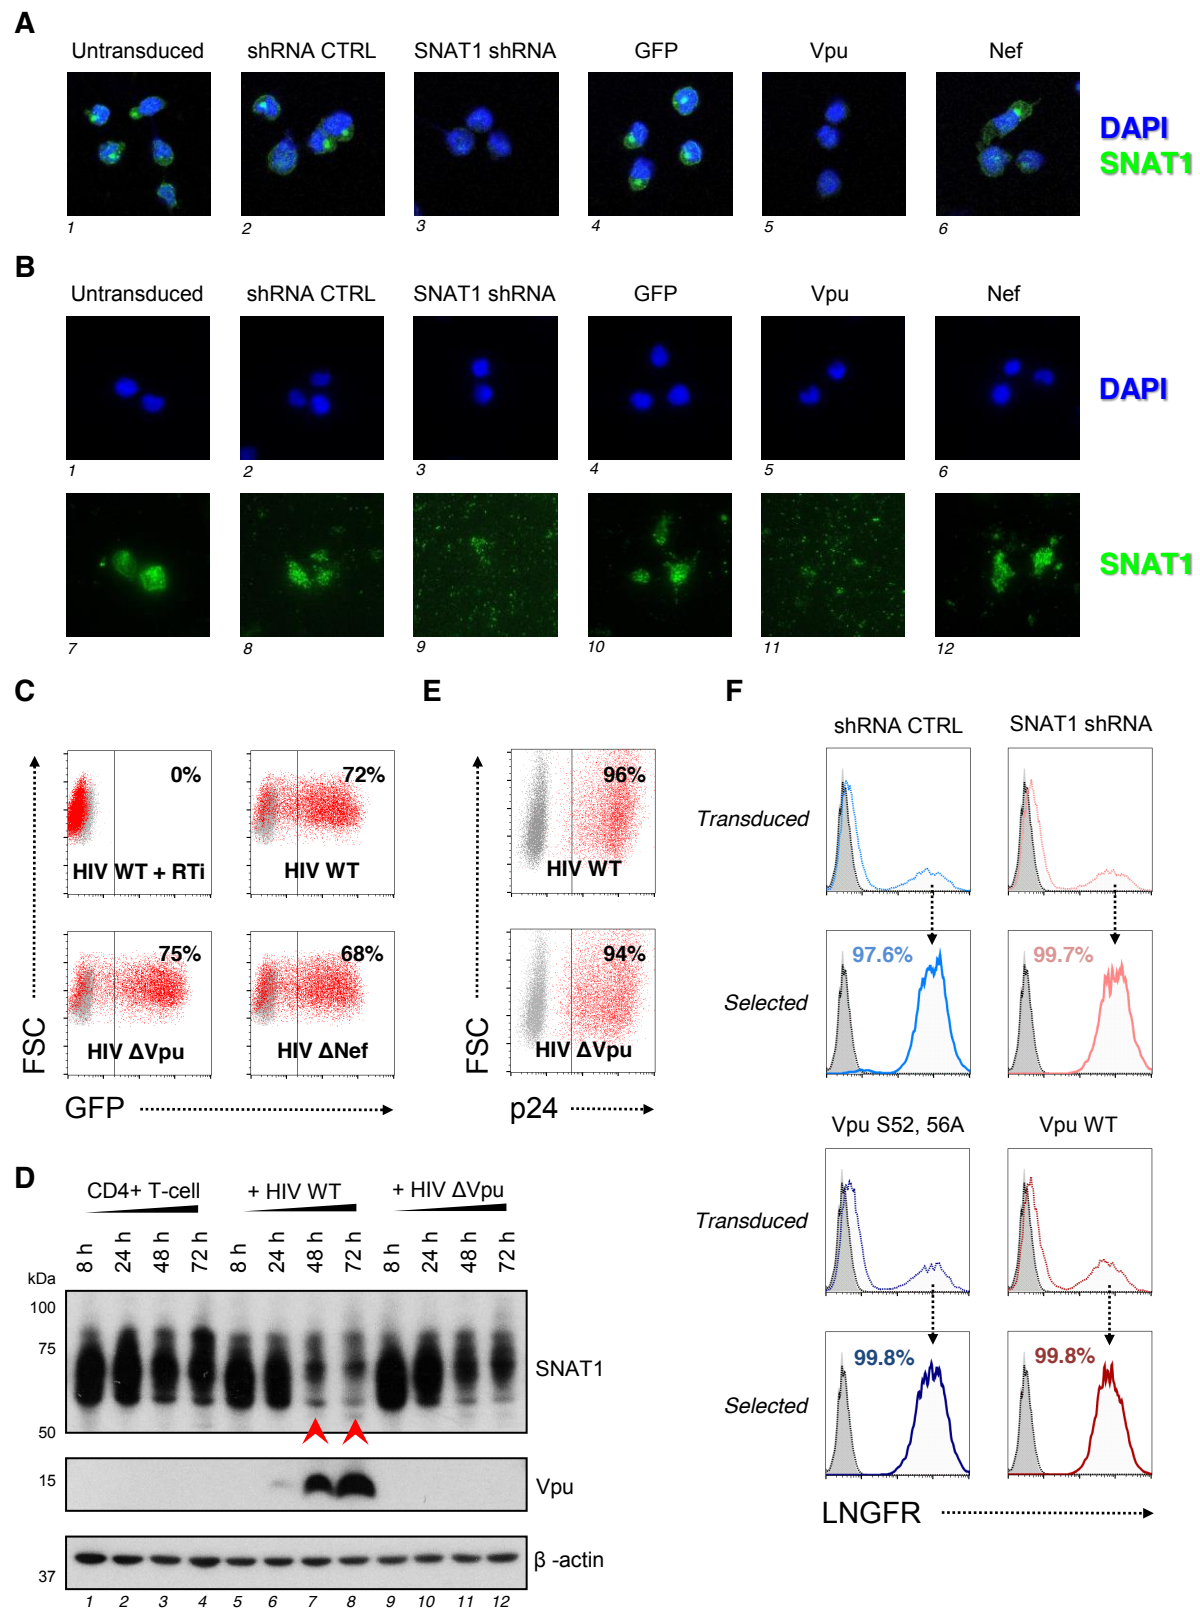 A
Untransduced shRNA CTRL SNAT1 shRNA GFP Vpu Nef
DAPI
SNAT1
1 2 3 4 5 6
B
Untransduced shRNA CTRL SNAT1 shRNA GFP Vpu Nef
DAPI
1 2 3 4 5 6
SNAT1
7 8 9 10 11 12
C
0%
HIV WT + RTi
72%
HIV WT
75%
HIV ΔVpu
68%
HIV ΔNef
FSC
GFP
E
96%
HIV WT
94%
HIV ΔVpu
FSC
p24
F
shRNA CTRL SNAT1 shRNA
Transduced
97.6% 99.7%
Selected
Vpu S52, 56A Vpu WT
Transduced
99.8% 99.8%
Selected
LNGFR
D
CD4+ T-cell + HIV WT + HIV ΔVpu
8 h 24 h 48 h 72 h 8 h 24 h 48 h 72 h 8 h 24 h 48 h 72 h
kDa
100
75
SNAT1
50
15
Vpu
β -actin
37
1 2 3 4 5 6 7 8 9 10 11 12